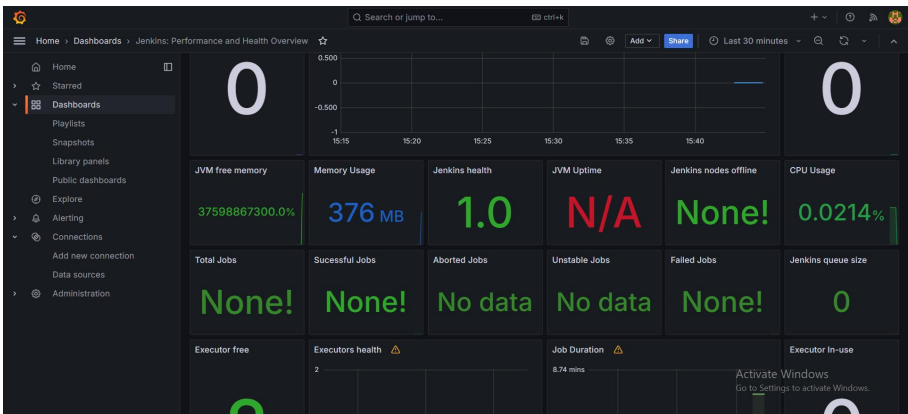 Search or jump to...
ctrl+k
Home › Dashboards › Jenkins: Performance and Health Overview
Add
Share
Last 30 minutes
Home
Starred
Dashboards
Playlists
Snapshots
Library panels
Public dashboards
Explore
Alerting
Connections
Add new connection
Data sources
Administration
0
0.500
0
-0.500
-1
15:15 15:20 15:25 15:30 15:35 15:40
0
JVM free memory
37598867300.0%
Memory Usage
376 MB
Jenkins health
1.0
JVM Uptime
N/A
Jenkins nodes offline
None!
CPU Usage
0.0214%
Total Jobs
None!
Sucessful Jobs
None!
Aborted Jobs
No data
Unstable Jobs
No data
Failed Jobs
None!
Jenkins queue size
0
Executor free
Executors health
2
Job Duration
8.74 mins
Executor In-use
Activate Windows
Go to Settings to activate Windows.